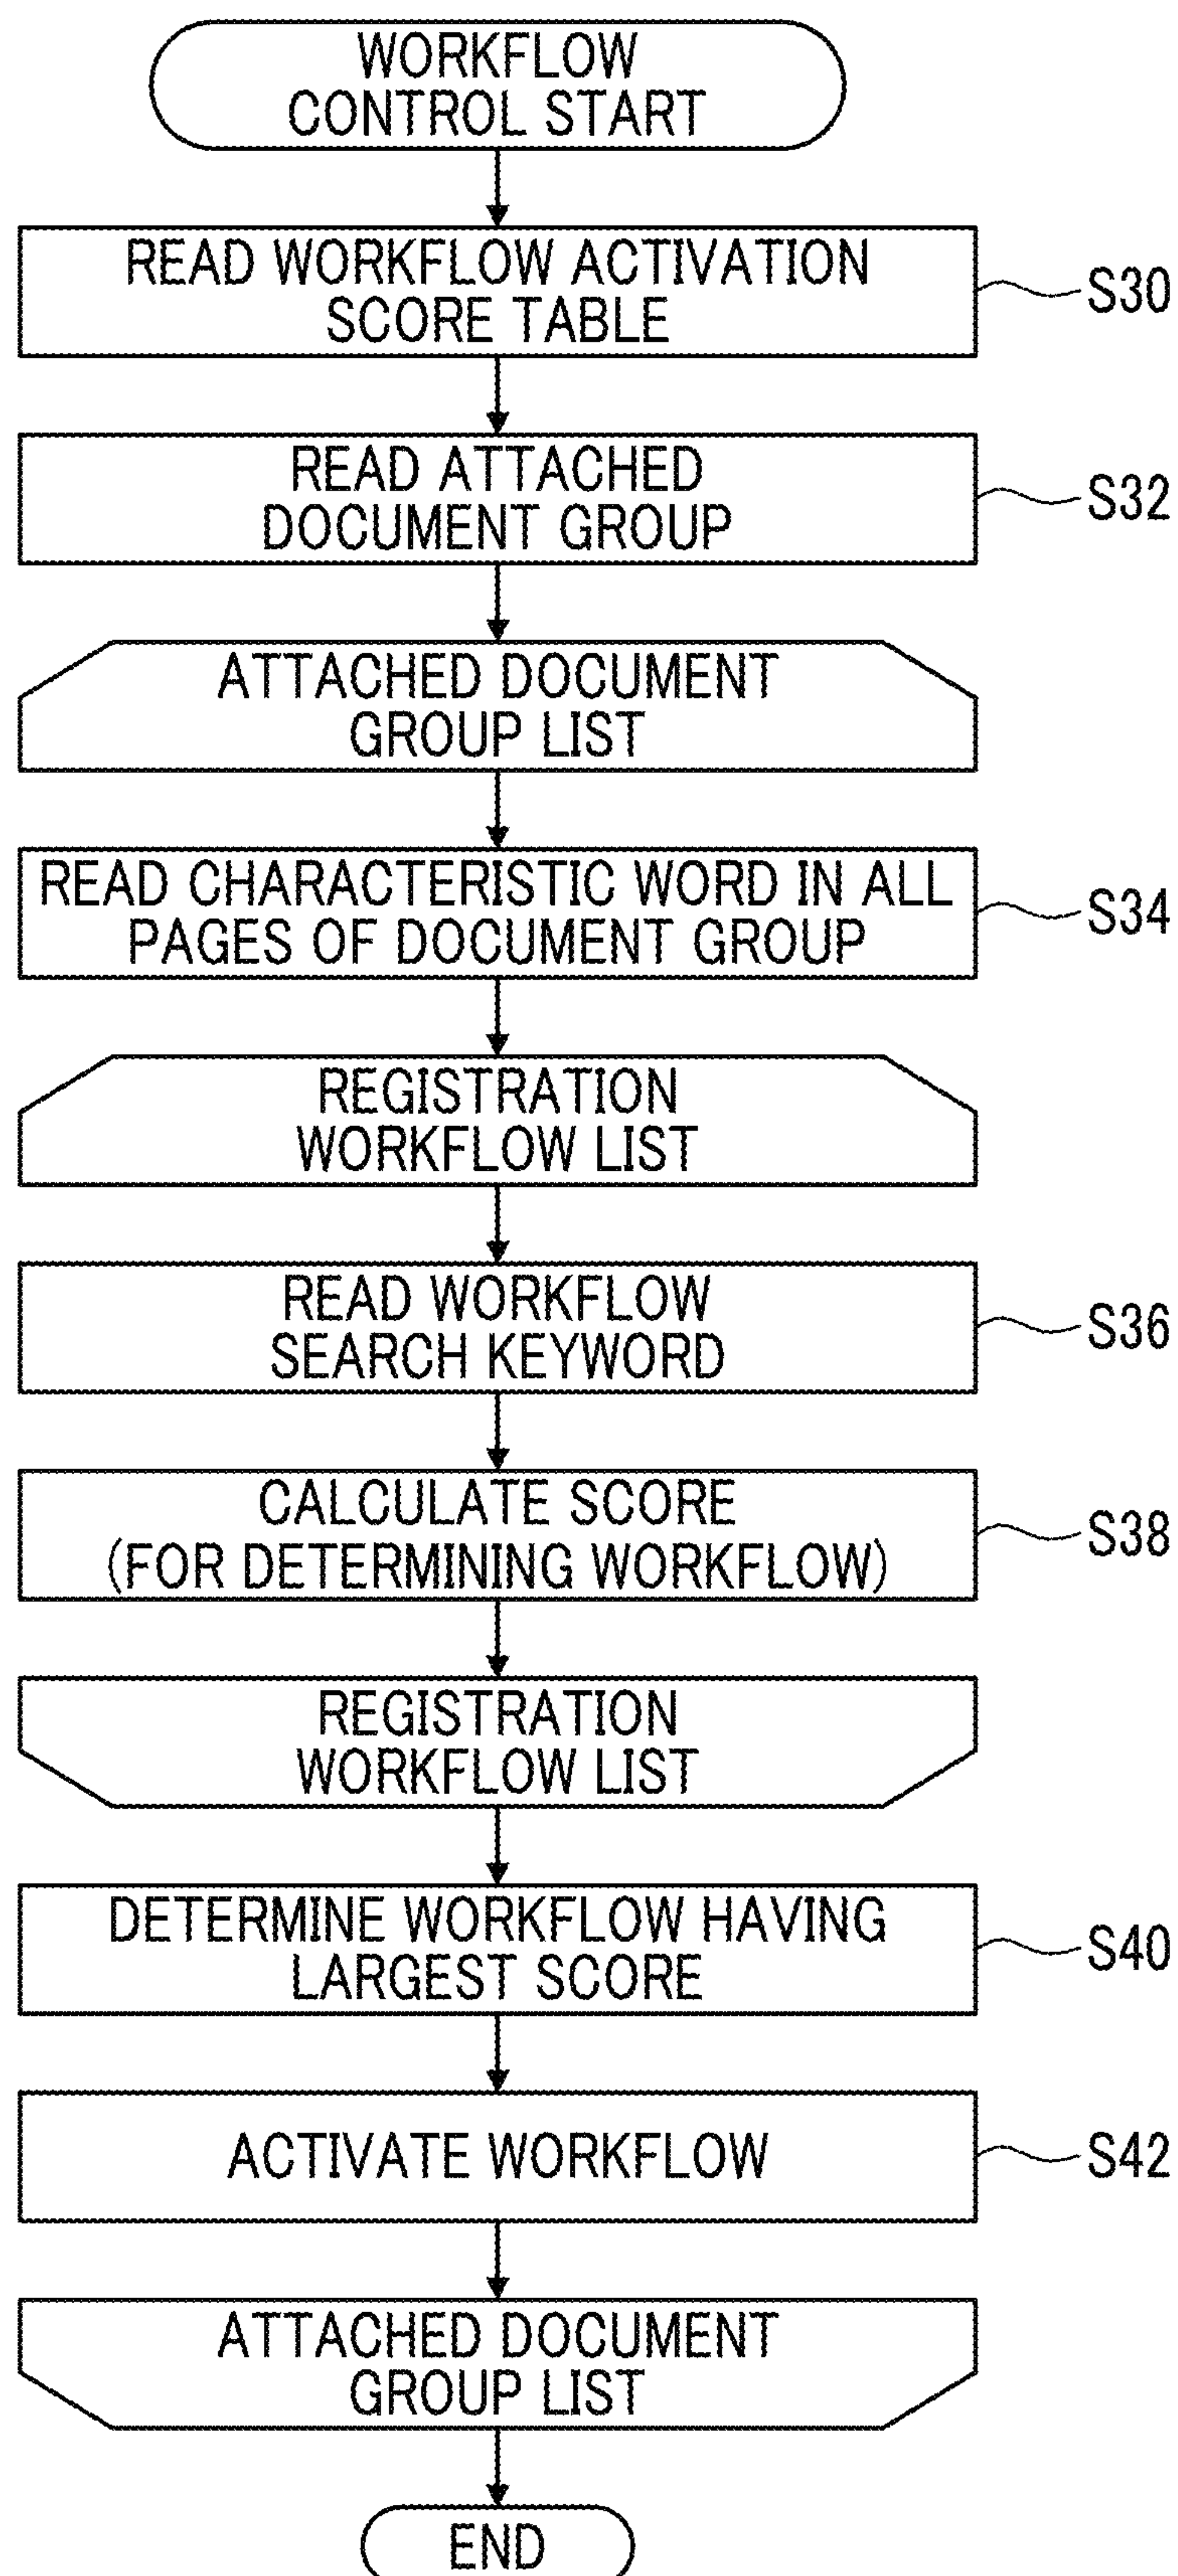 WORKFLOW
CONTROL START
READ WORKFLOW ACTIVATION
SCORE TABLE
S30
READ ATTACHED
DOCUMENT GROUP
S32
ATTACHED DOCUMENT
GROUP LIST
READ CHARACTERISTIC WORD IN ALL
PAGES OF DOCUMENT GROUP
S34
REGISTRATION
WORKFLOW LIST
READ WORKFLOW
SEARCH KEYWORD
S36
CALCULATE SCORE
(FOR DETERMINING WORKFLOW)
S38
REGISTRATION
WORKFLOW LIST
DETERMINE WORKFLOW HAVING
LARGEST SCORE
S40
ACTIVATE WORKFLOW
S42
ATTACHED DOCUMENT
GROUP LIST
END